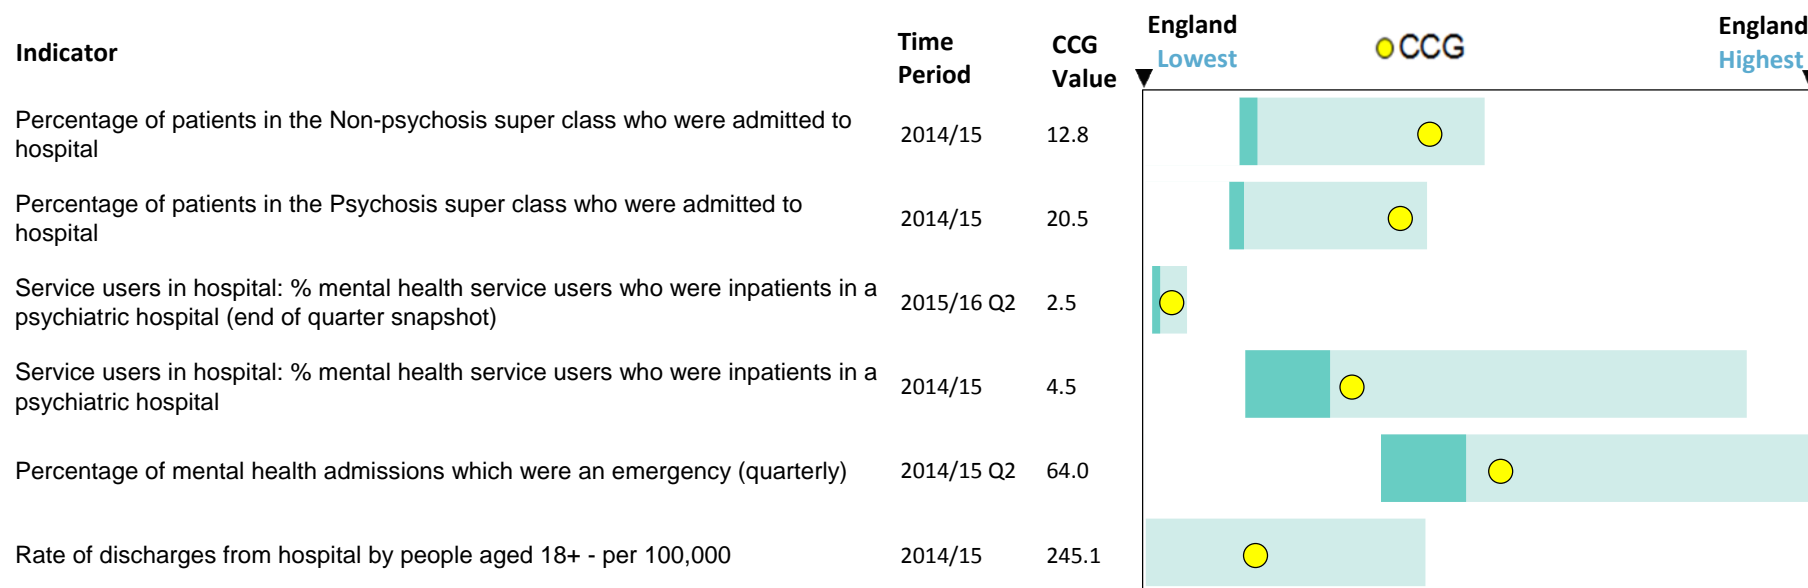 Indicator
Time Period
CCG Value
England Lowest
CCG
England Highest
Percentage of patients in the Non-psychosis super class who were admitted to
hospital
2014/15
12.8
Percentage of patients in the Psychosis super class who were admitted to
hospital
2014/15
20.5
Service users in hospital: % mental health service users who were inpatients in a
psychiatric hospital (end of quarter snapshot)
2015/16 Q2
2.5
Service users in hospital: % mental health service users who were inpatients in a
psychiatric hospital
2014/15
4.5
Percentage of mental health admissions which were an emergency (quarterly)
2014/15 Q2
64.0
Rate of discharges from hospital by people aged 18+ - per 100,000
2014/15
245.1